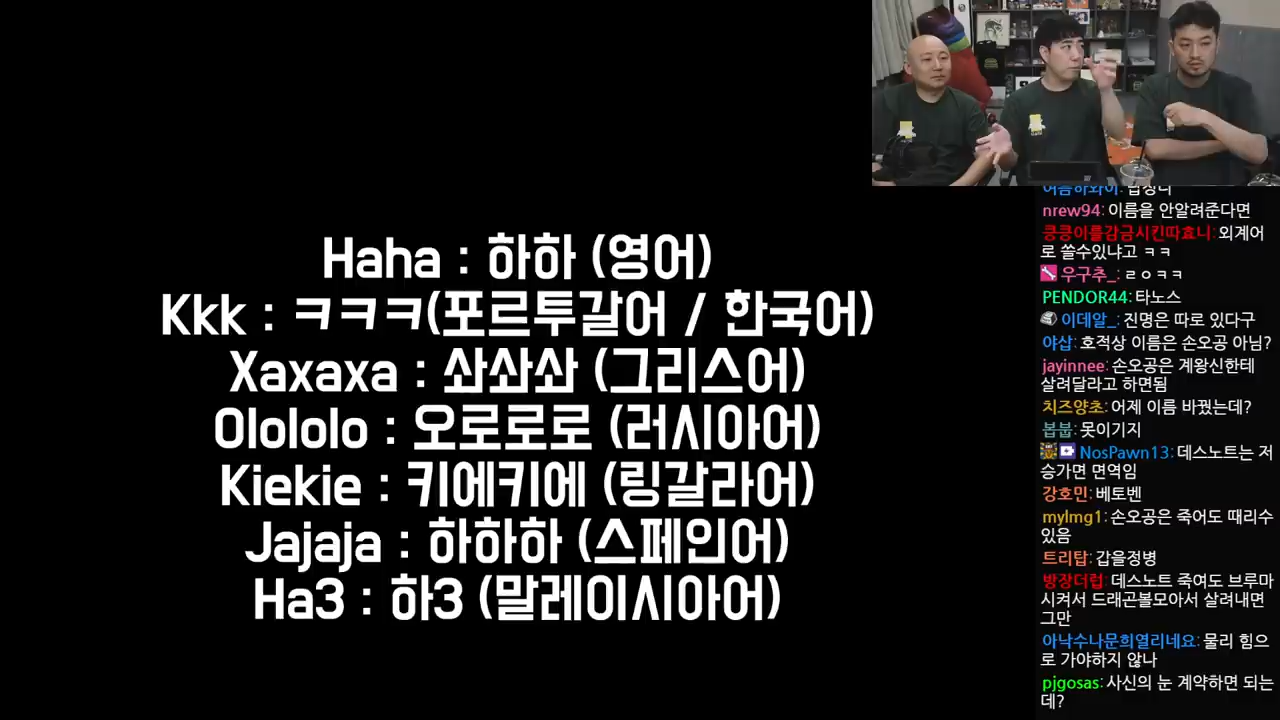 Haha : 하하 (영어)
Kkk : ㅋㅋㅋ(포르투갈어 / 한국어)
Xaxaxa : 솨솨솨 (그리스어)
Olololo : 오로로로 (러시아어)
Kiekie : 키에키에 (링갈라어)
Jajaja : 하하하 (스페인어)
Ha3 : 하3 (말레이시아어)
nrew94: 이름을 안알려준다면
킁킁이를감금시킨따효니: 외계어
로 쓸수있냐고 ㅋㅋ
우구추_: ㄹㅇㅋㅋ
PENDOR44: 타노스
이데알_: 진명은 따로 있다구
야삽: 호적상 이름은 손오공 아님?
jayinnee: 손오공은 계왕신한테
살려달라고 하면됨
치즈양초: 어제 이름 바꿨는데?
봅붑: 못이기지
NosPawn13: 데스노트는 저
승가면 면역임
강호민: 베토벤
mylmg1: 손오공은 죽어도 때리수
있음
트리탑: 갑을정병
방장더럽: 데스노트 죽여도 브루마
시켜서 드래곤볼모아서 살려내면
그만
아낙수나문희열리네요: 물리 힘으
로 가야하지 않나
pjgosas: 사신의 눈 계약하면 되는
데?